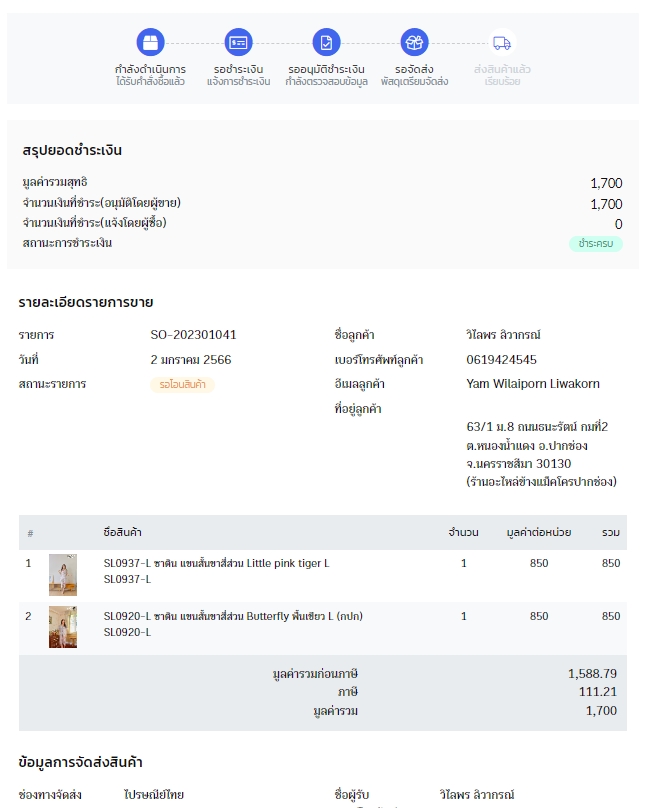 กำลังดำเนินการ
ได้รับคำสั่งซื้อแล้ว
รอชำระเงิน
แจ้งการชำระเงิน
รออนุมัติชำระเงิน
กำลังตรวจสอบข้อมูล
รอจัดส่ง
พัสดุเตรียมจัดส่ง
ส่งสินค้าแล้ว
เรียบร้อย
สรุปยอดชำระเงิน
มูลค่ารวมสุทธิ 1,700
จำนวนเงินที่ชำระ(อนุมัติโดยผู้ขาย) 1,700
จำนวนเงินที่ชำระ(แจ้งโดยผู้ซื้อ) 0
สถานะการชำระเงิน ชำระครบ
รายละเอียดรายการขาย
รายการ SO-202301041 ชื่อลูกค้า วิไลพร ลิวากรณ์
วันที่ 2 มกราคม 2566 เบอร์โทรศัพท์ลูกค้า 0619424545
สถานะรายการ รอโอนสินค้า อีเมลลูกค้า Yam Wilaiporn Liwakorn
ที่อยู่ลูกค้า
63/1 ม.8 ถนนธนะรัตน์ กมที่2
ต.หนองน้ำแดง อ.ปากช่อง
จ.นครราชสีมา 30130
(ร้านอะไหล่ข้างแม็คโครปากช่อง)
# ชื่อสินค้า จำนวน มูลค่าต่อหน่วย รวม
1 SL0937-L ซาติน แขนสั้นขาสี่ส่วน Little pink tiger L 1 850 850
SL0937-L
2 SL0920-L ซาติน แขนสั้นขาสี่ส่วน Butterfly พื้นเขียว L (กปก) 1 850 850
SL0920-L
มูลค่ารวมก่อนภาษี 1,588.79
ภาษี 111.21
มูลค่ารวม 1,700
ข้อมูลการจัดส่งสินค้า
ช่องทางจัดส่ง ไปรษณีย์ไทย ชื่อผู้รับ วิไลพร ลิวากรณ์